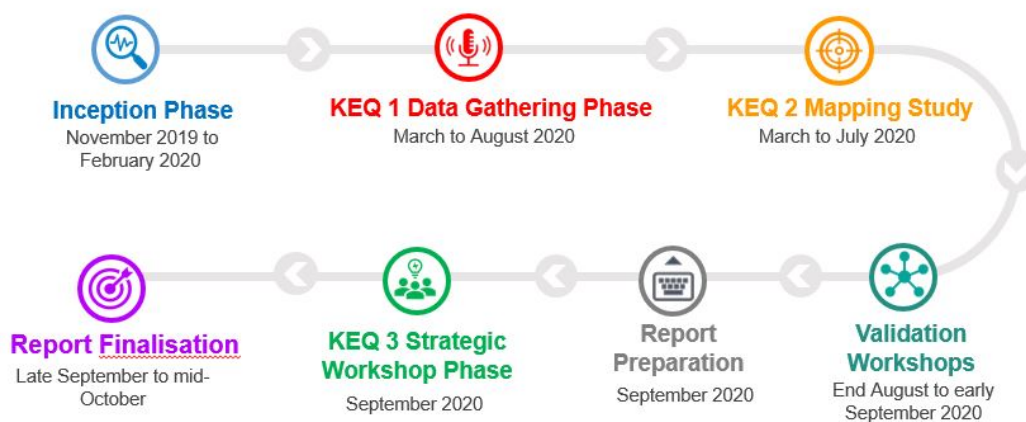 Inception Phase
November 2019 to
February 2020
KEQ 1 Data Gathering Phase
March to August 2020
KEQ 2 Mapping Study
March to July 2020
Validation
Workshops
End August to early
September 2020
Report
Preparation
September 2020
KEQ 3 Strategic
Workshop Phase
September 2020
Report Finalisation
Late September to mid-
October